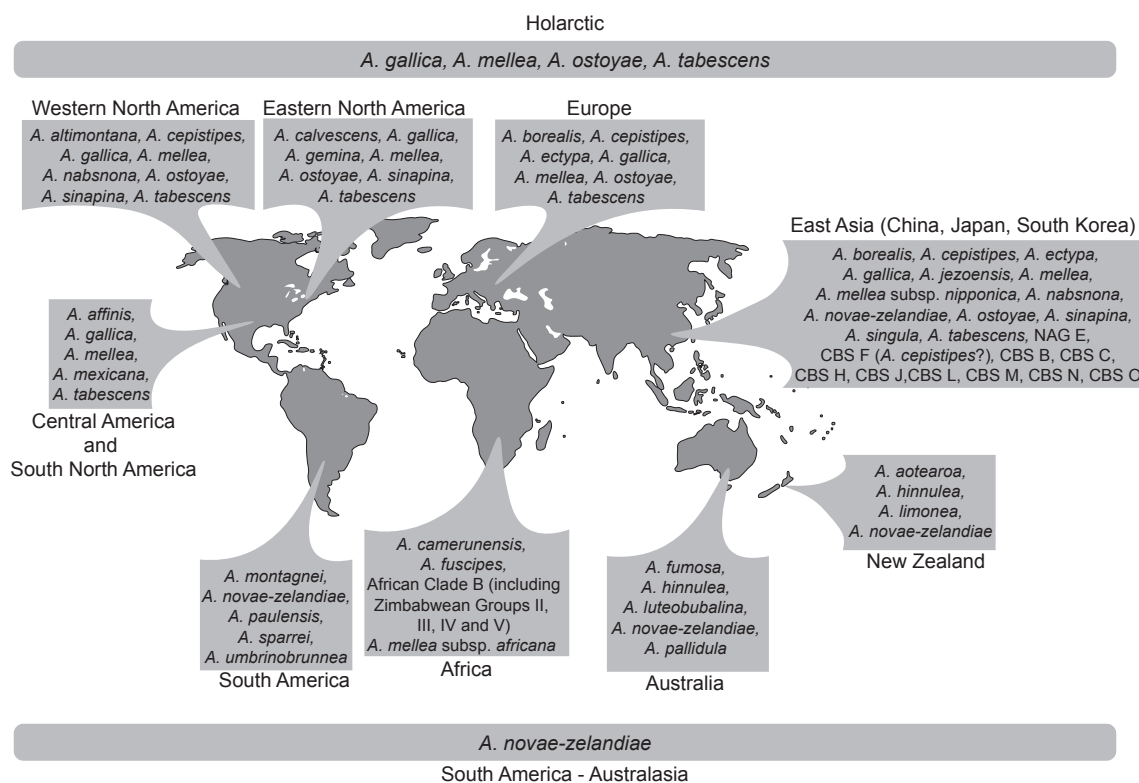 Holarctic
A. gallica, A. mellea, A. ostoyae, A. tabescens
Western North America
A. altimontana, A. cepistipes,
A. gallica, A. mellea,
A. nabsnona, A. ostoyae,
A. sinapina, A. tabescens
Eastern North America
A. calvescens, A. gallica,
A. gemina, A. mellea,
A. ostoyae, A. sinapina,
A. tabescens
Europe
A. borealis, A. cepistipes,
A. ectypa, A. gallica,
A. mellea, A. ostoyae,
A. tabescens
East Asia (China, Japan, South Korea)
A. borealis, A. cepistipes, A. ectypa,
A. gallica, A. jezoensis, A. mellea,
A. mellea subsp. nipponica, A. nabsnona,
A. novae-zelandiae, A. ostoyae, A. sinapina,
A. singula, A. tabescens, NAG E,
CBS F (A. cepistipes?), CBS B, CBS C,
CBS H, CBS J,CBS L, CBS M, CBS N, CBS O
A. affinis,
A. gallica,
A. mellea,
A. mexicana,
A. tabescens
Central America
and
South North America
A. montagnei,
A. novae-zelandiae,
A. paulensis,
A. sparrei,
A. umbrinobrunnea
South America
A. camerunensis,
A. fuscipes,
African Clade B (including
Zimbabwean Groups II,
III, IV and V)
A. mellea subsp. africana
Africa
A. fumosa,
A. hinnulea,
A. luteobubalina,
A. novae-zelandiae,
A. pallidula
Australia
A. aotearoa,
A. hinnulea,
A. limonea,
A. novae-zelandiae
New Zealand
A. novae-zelandiae
South America - Australasia